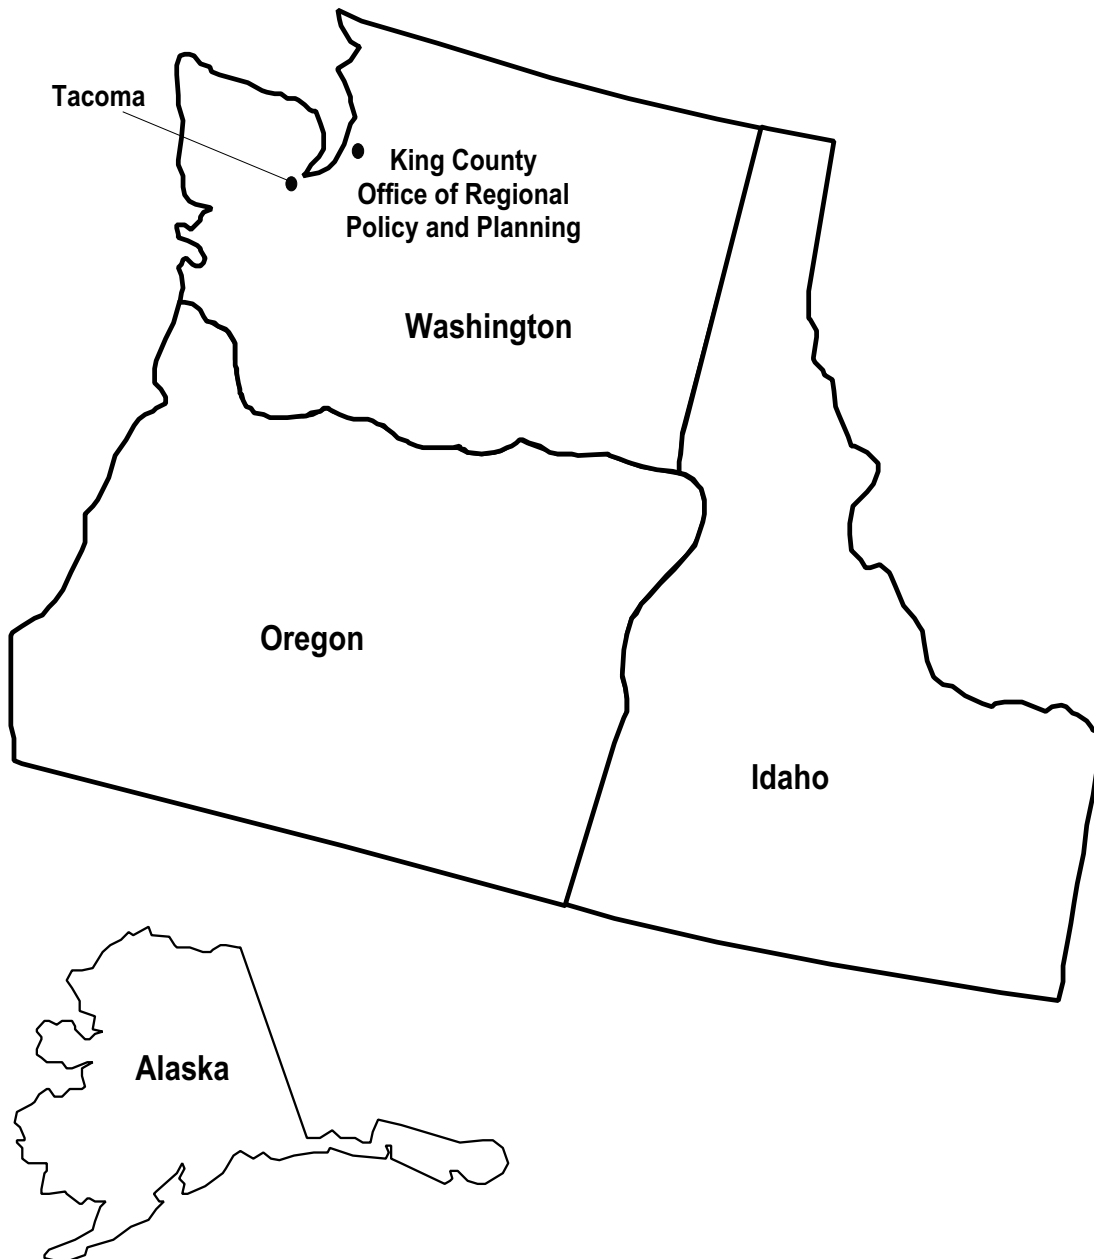 Tacoma
King County
Office of Regional
Policy and Planning
Washington
Oregon
Idaho
Alaska